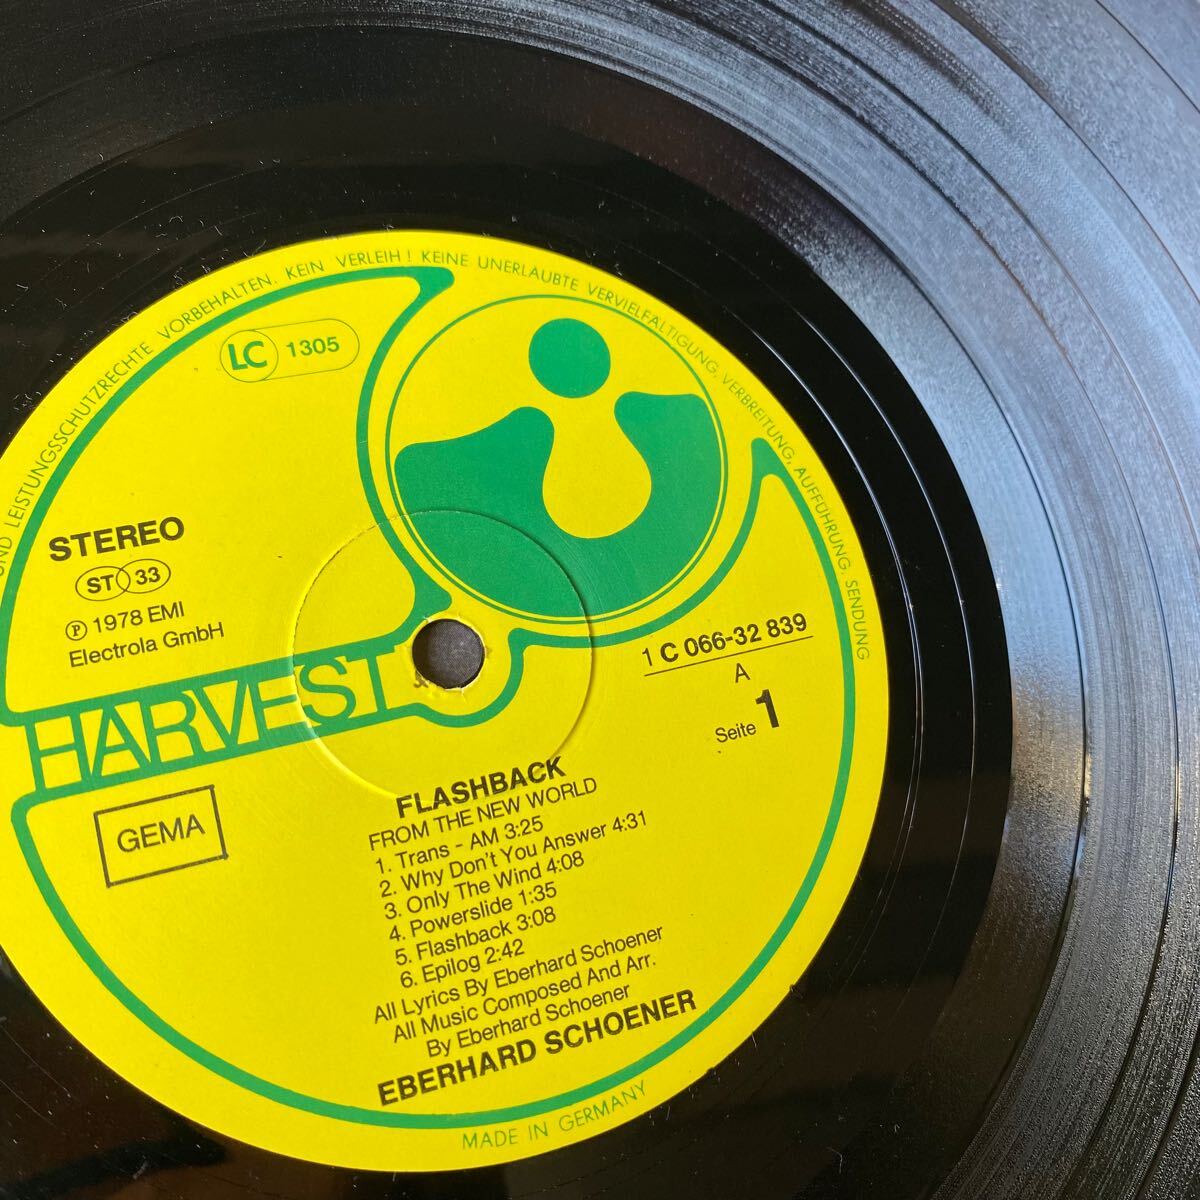 UND LEISTUNGSSCHUTZRECHTE VORBEHALTEN. KEIN VERLEIH! KEINE UNERLAUBTE VERVIELFÄLTIGUNG, VERBREITUNG, AUFFÜHRUNG, SENDUNG
LC 1305
STEREO
ST 33
℗ 1978 EMI
Electrola GmbH
HARVEST
GEMA
1 C 066-32 839
A
Seite 1
FLASHBACK
FROM THE NEW WORLD
1. Trans - AM 3:25
2. Why Don't You Answer 4:31
3. Only The Wind 4:08
4. Powerslide 1:35
5. Flashback 3:08
6. Epilog 2:42
All Lyrics By Eberhard Schoener
All Music Composed And Arr.
By Eberhard Schoener
EBERHARD SCHOENER
MADE IN GERMANY